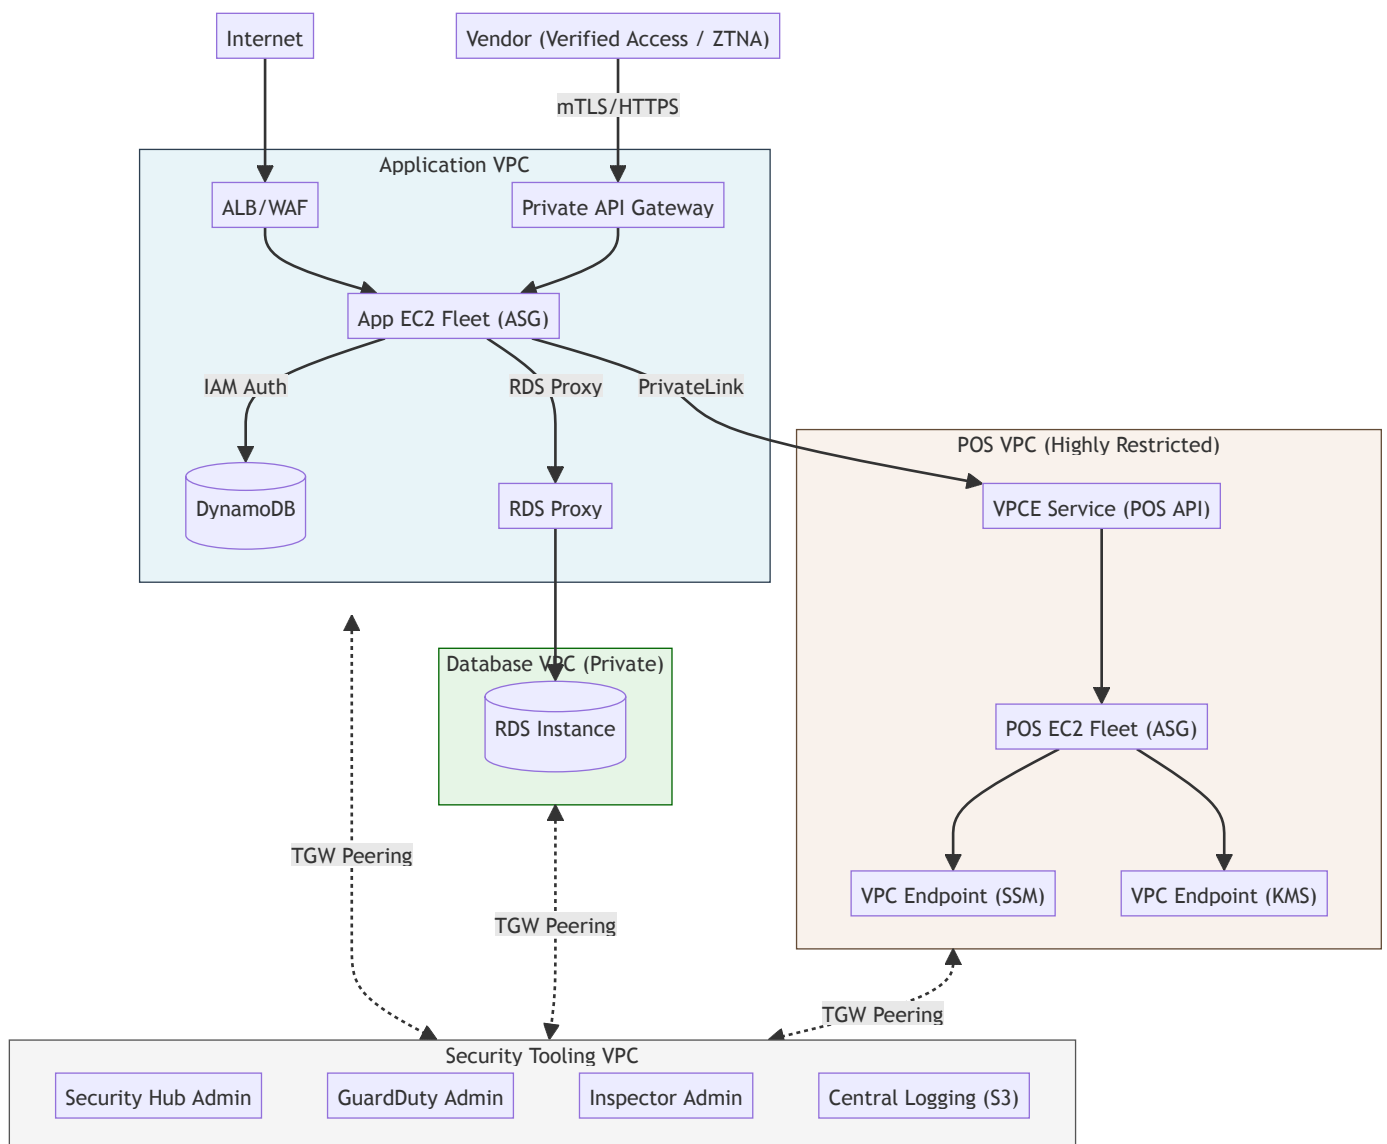 Internet
Vendor (Verified Access / ZTNA)
mTLS/HTTPS
Application VPC
ALB/WAF
Private API Gateway
App EC2 Fleet (ASG)
IAM Auth
RDS Proxy
PrivateLink
POS VPC (Highly Restricted)
DynamoDB
RDS Proxy
VPCE Service (POS API)
Database VPC (Private)
RDS Instance
POS EC2 Fleet (ASG)
TGW Peering
VPC Endpoint (SSM)
VPC Endpoint (KMS)
TGW Peering
TGW Peering
Security Tooling VPC
Security Hub Admin
GuardDuty Admin
Inspector Admin
Central Logging (S3)